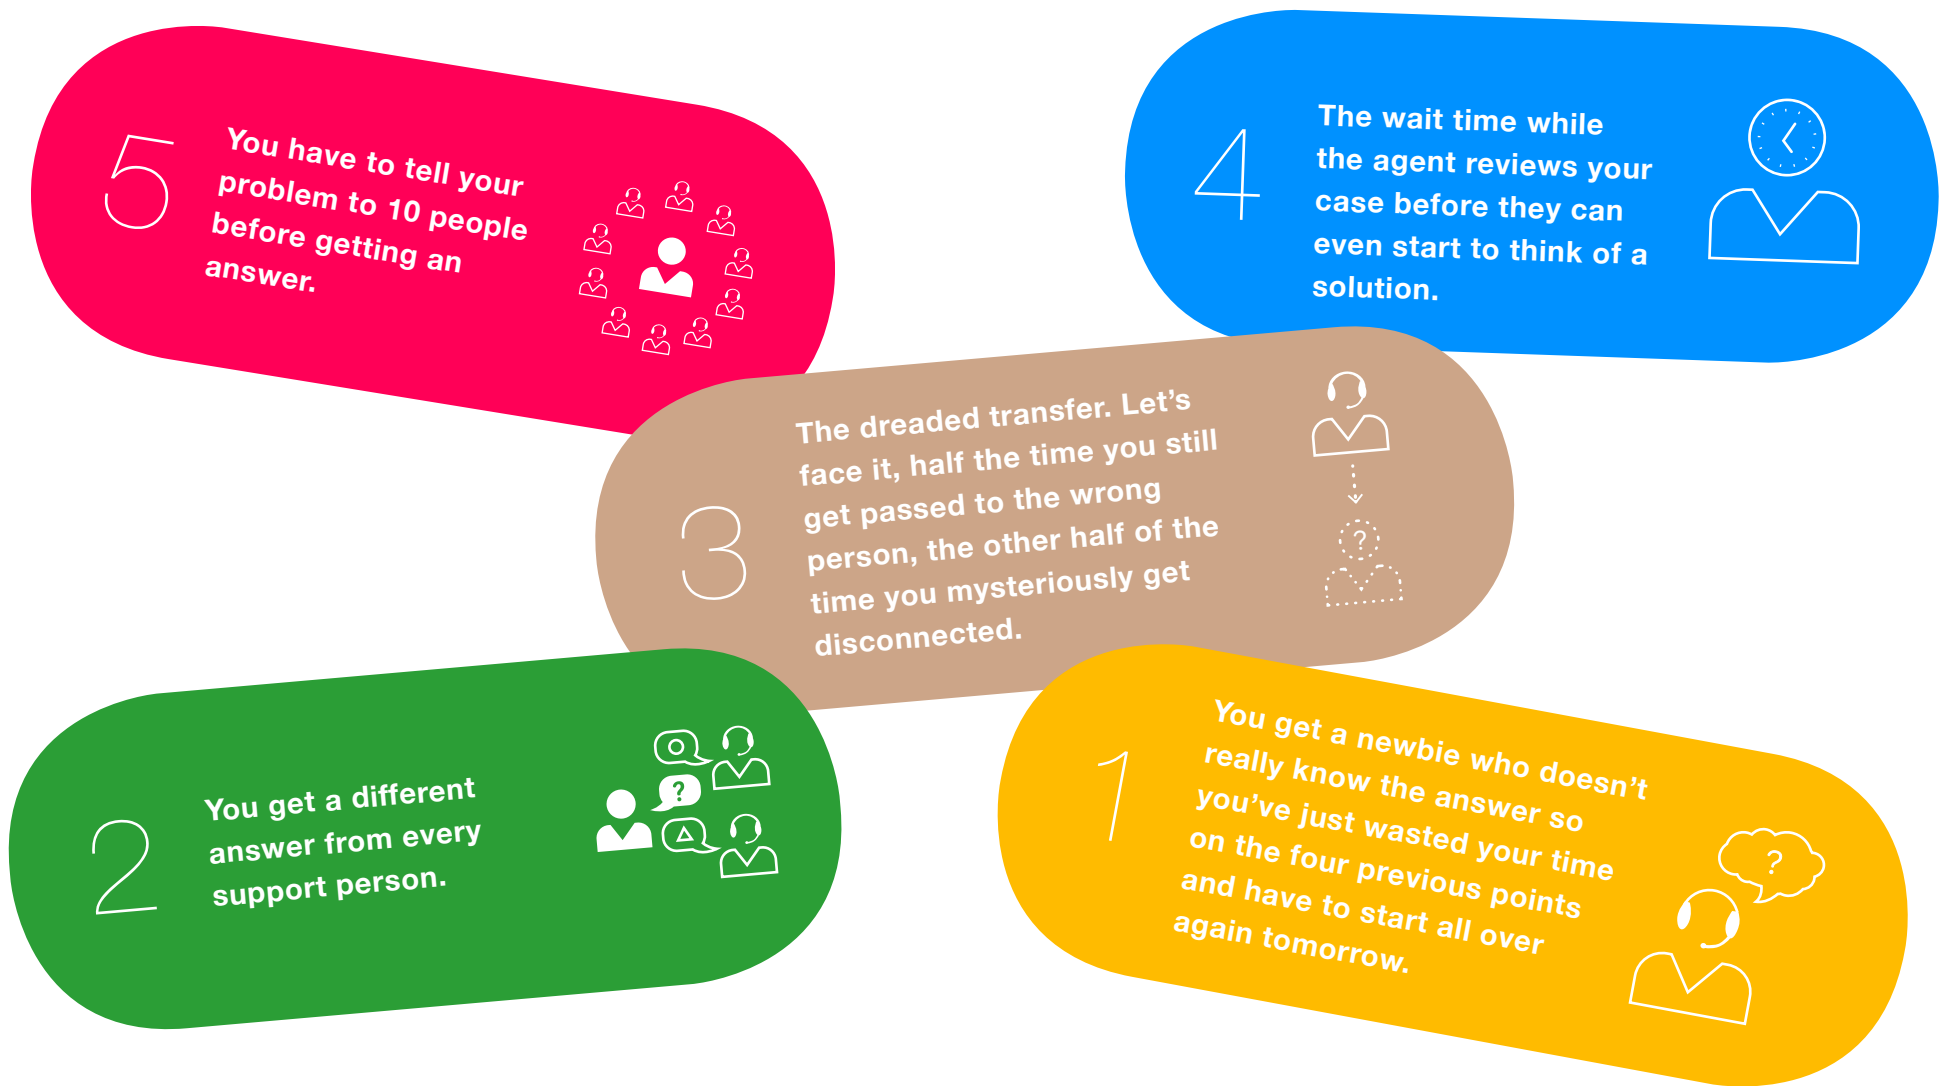 5
You have to tell your
problem to 10 people
before getting an
answer.
4
The wait time while
the agent reviews your
case before they can
even start to think of a
solution.
3
The dreaded transfer. Let’s
face it, half the time you still
get passed to the wrong
person, the other half of the
time you mysteriously get
disconnected.
?
2
You get a different
answer from every
support person.
?
1
You get a newbie who doesn’t
really know the answer so
you’ve just wasted your time
on the four previous points
and have to start all over
again tomorrow.
?